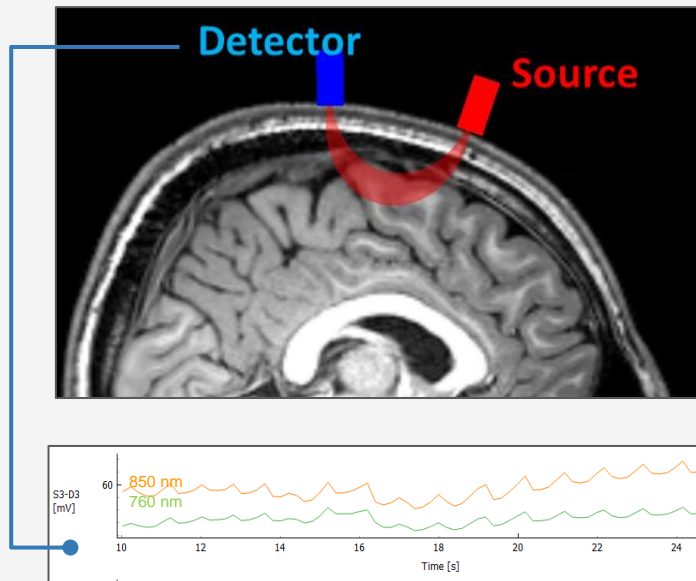 Detector
Source
850 nm
760 nm
60
S3-D3
[mV]
10 12 14 16 18 20 22 24
Time [s]